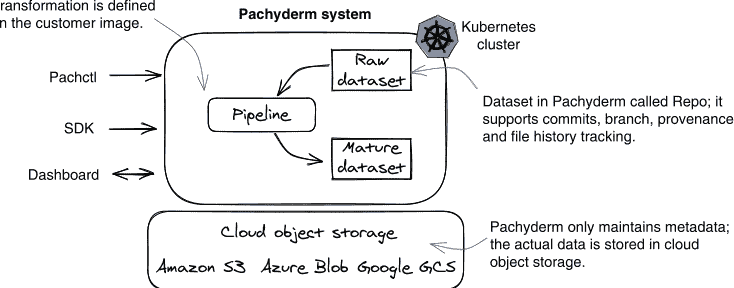 ransformation is defined
n the customer image.
Pachyderm system
Kubernetes
cluster
Pachctl
SDK
Dashboard
Raw
dataset
Pipeline
Mature
dataset
Dataset in Pachyderm called Repo; it
supports commits, branch, provenance
and file history tracking.
Cloud object storage
Amazon S3 Azure Blob Google GCS
Pachyderm only maintains metadata;
the actual data is stored in cloud
object storage.